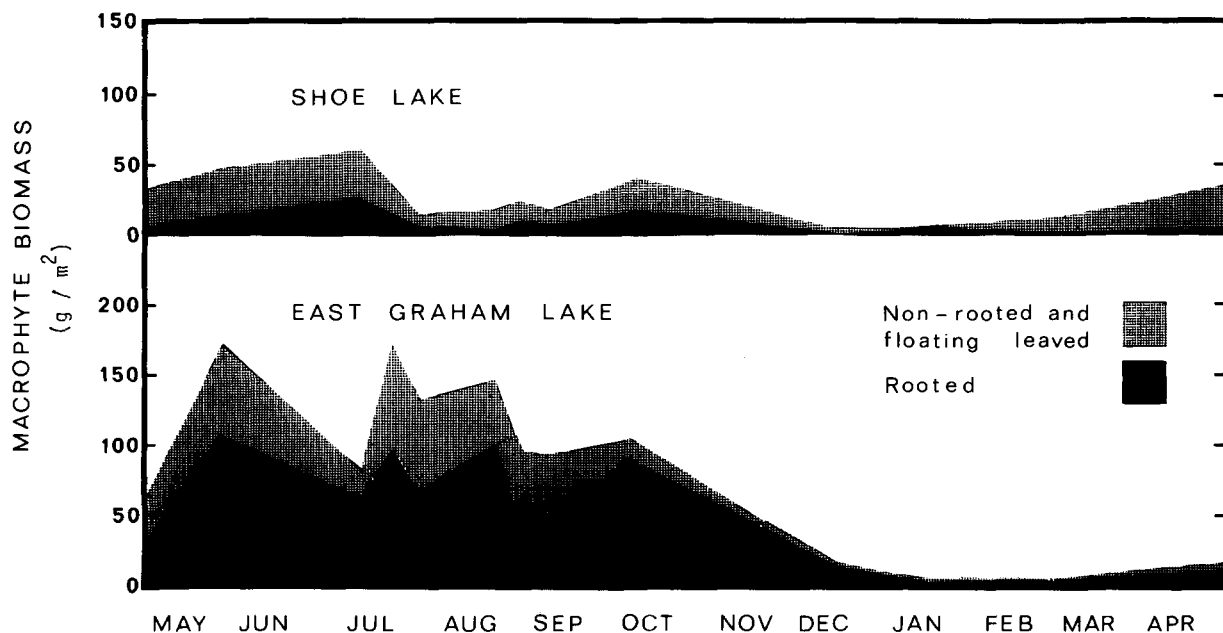 MACROPHYTE BIOMASS
(g / m²)
150
100
50
0
SHOE LAKE
200
150
100
50
0
EAST GRAHAM LAKE
Non-rooted and
floating leaved
Rooted
MAY JUN JUL AUG SEP OCT NOV DEC JAN FEB MAR APR